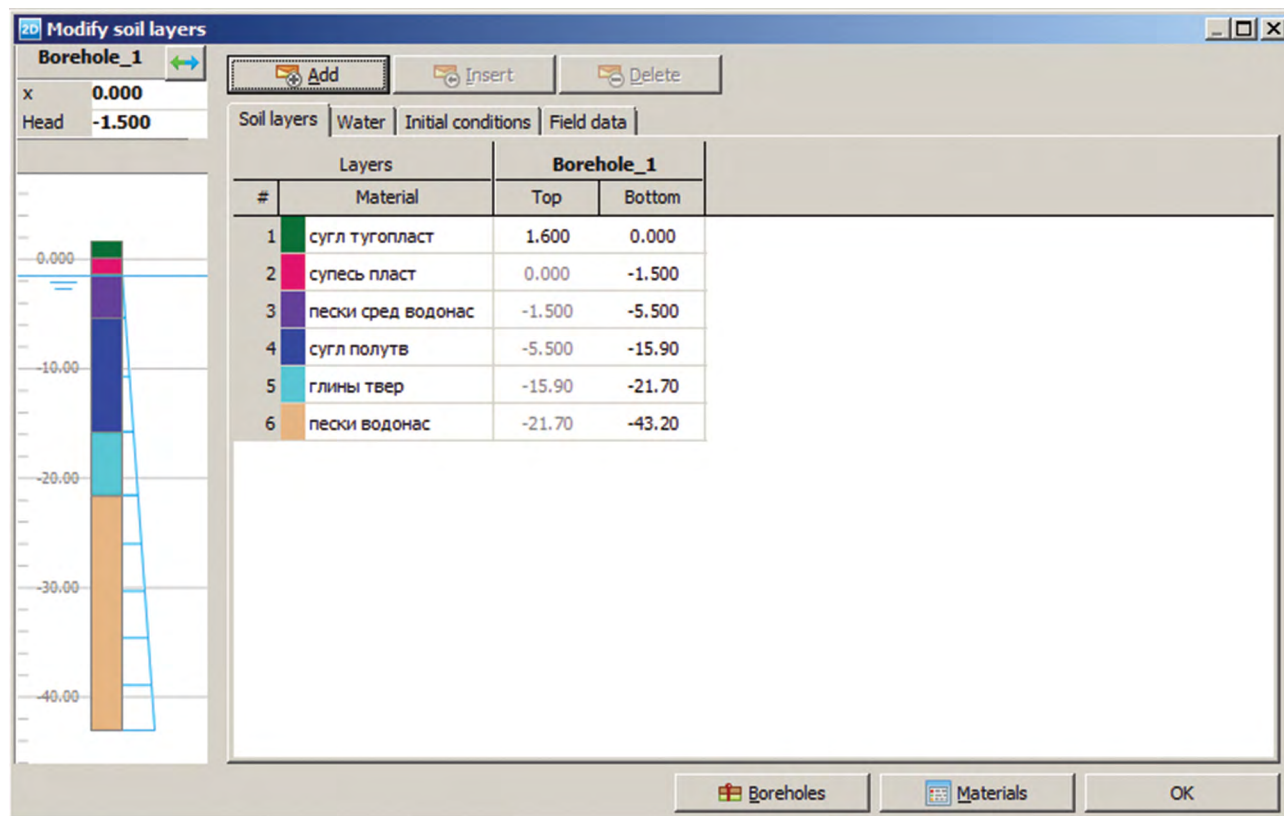 2D Modify soil layers
Borehole_1
x 0.000
Head -1.500
Add Insert Delete
Soil layers Water Initial conditions Field data
Layers Borehole_1
# Material Top Bottom
1 сугл тугопласт 1.600 0.000
2 супесь пласт 0.000 -1.500
3 пески сред водонас -1.500 -5.500
4 сугл полутв -5.500 -15.90
5 глины твер -15.90 -21.70
6 пески водонас -21.70 -43.20
0.000
-10.00
-20.00
-30.00
-40.00
Boreholes Materials OK